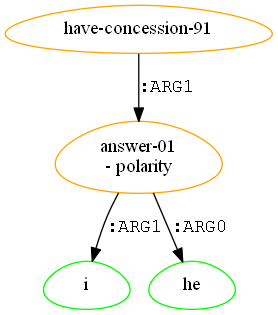 have-concession-91
:ARG1
answer-01
- polarity
:ARG1 :ARG0
i he